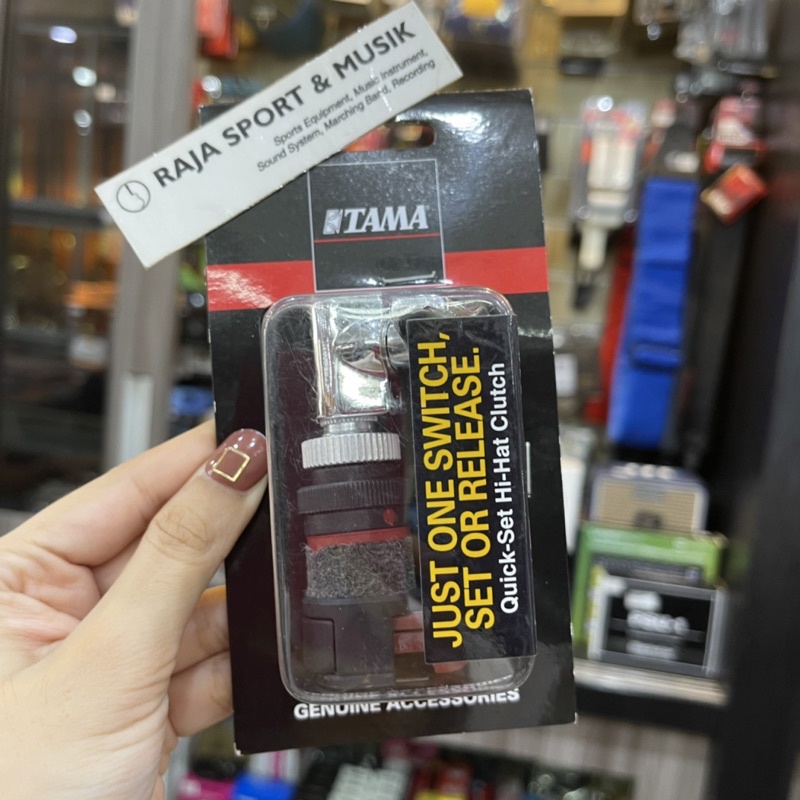 RAJA SPORT & MUSIK
Sports Equipment, Music Instrument,
Sound System, Marching Band, Recording
TAMA
JUST ONE SWITCH,
SET OR RELEASE.
Quick-Set Hi-Hat Clutch
GENUINE ACCESSORIES